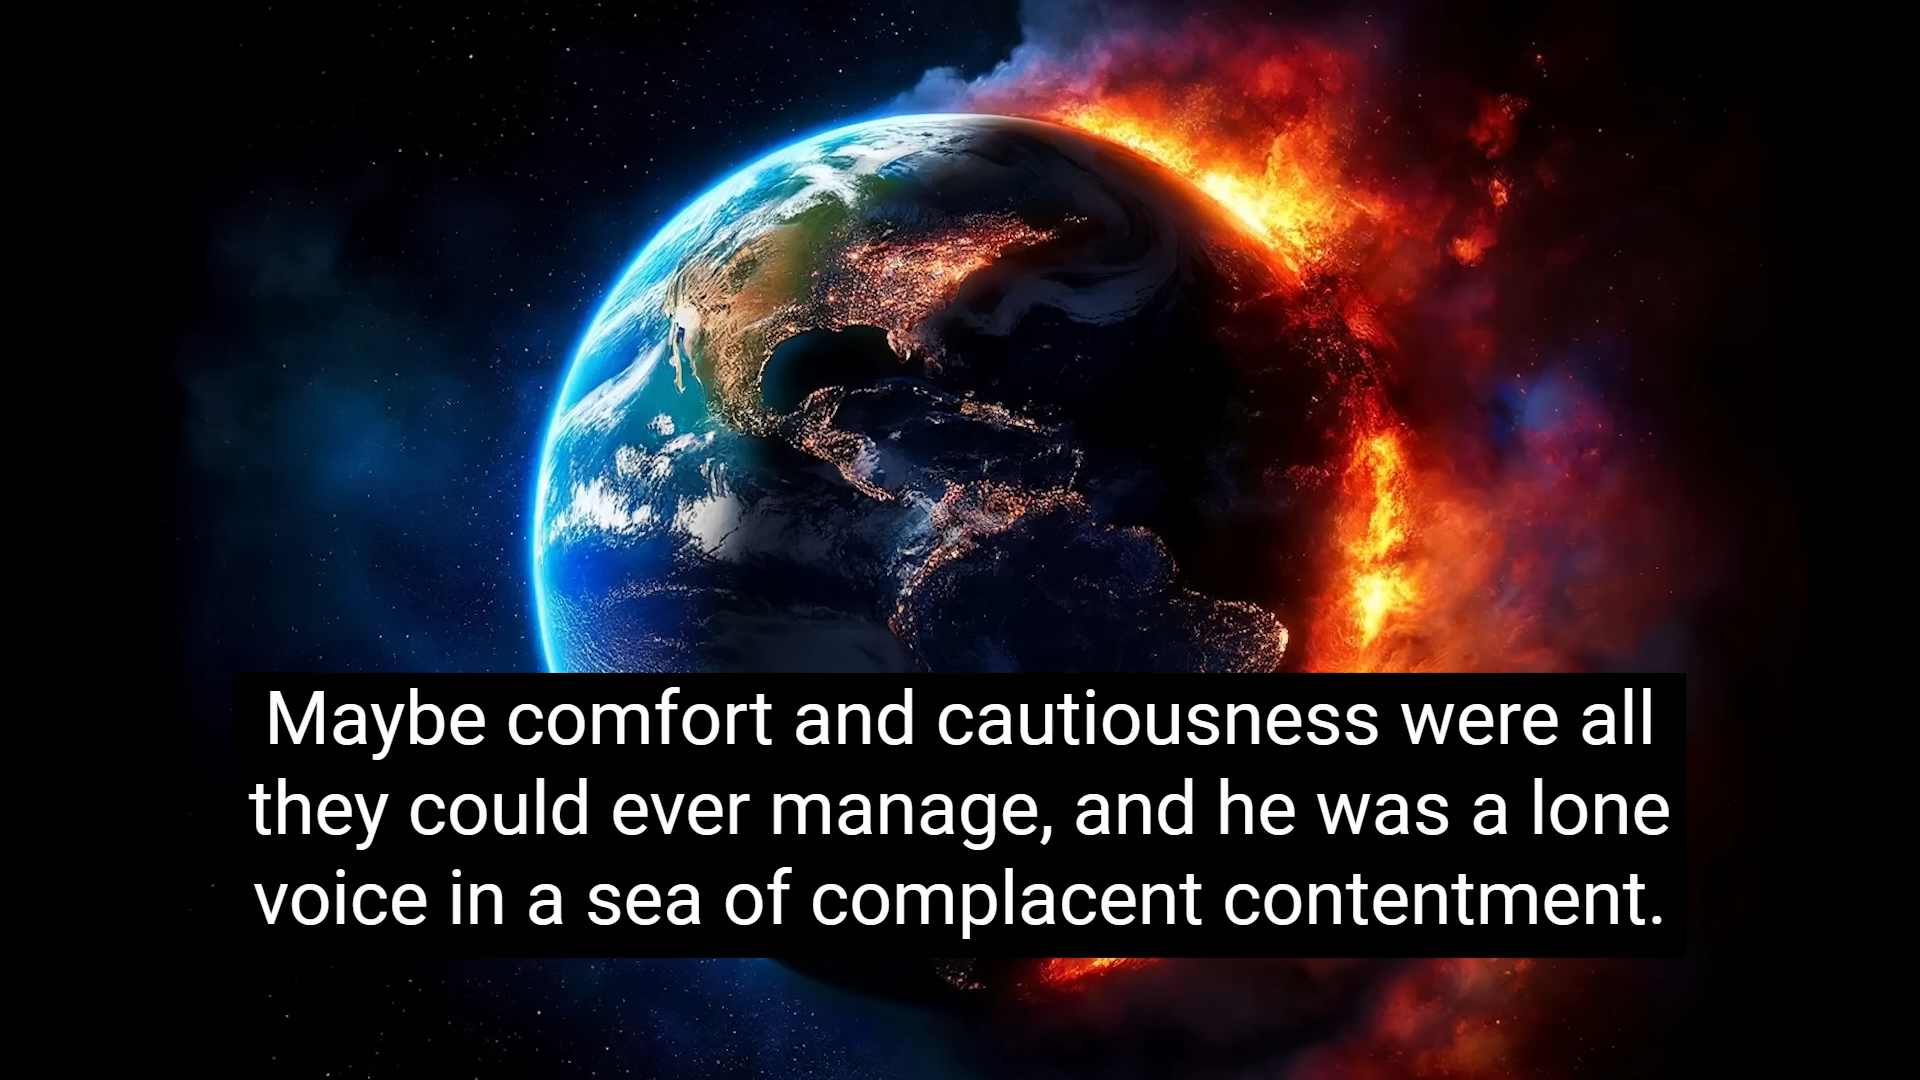 Maybe comfort and cautiousness were all
they could ever manage, and he was a lone
voice in a sea of complacent contentment.